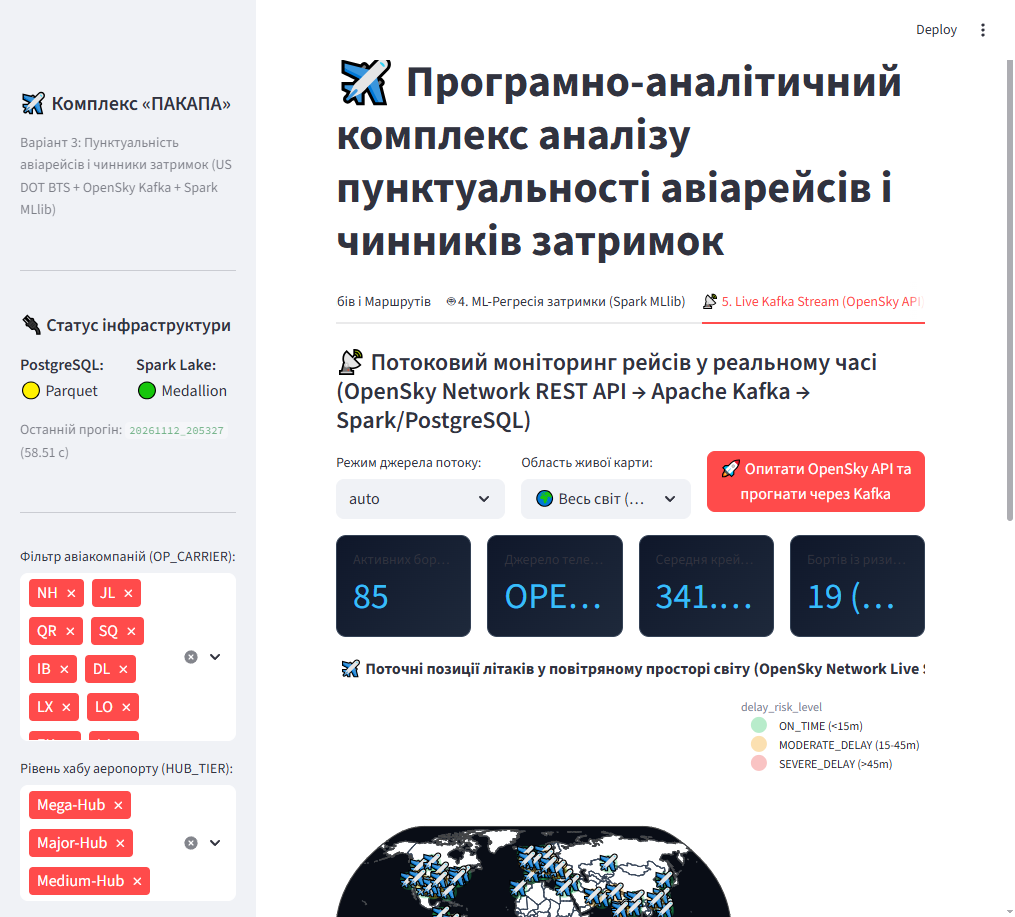 Deploy
Комплекс «ПАКАПА»
Варіант 3: Пунктуальність
авіарейсів і чинники затримок (US
DOT BTS + OpenSky Kafka + Spark
MLlib)
Статус інфраструктури
PostgreSQL:
Spark Lake:
Parquet
Medallion
Останній прогін: 20261112_205327
(58.51 с)
Фільтр авіакомпаній (OP_CARRIER):
NH × JL ×
QR × SQ ×
IB × DL ×
LX × LO ×
Рівень хабу аеропорту (HUB_TIER):
Mega-Hub ×
Major-Hub ×
Medium-Hub ×
Програмно-аналітичний
комплекс аналізу
пунктуальності авіарейсів і
чинників затримок
бів і Маршрутів
4. ML-Регресія затримки (Spark MLlib)
5. Live Kafka Stream (OpenSky API
Потоковий моніторинг рейсів у реальному часі
(OpenSky Network REST API → Apache Kafka →
Spark/PostgreSQL)
Режим джерела потоку:
auto
Область живої карти:
Весь світ (…
Опитати OpenSky API та
прогнати через Kafka
Активних бор…
85
Джерело теле…
OPE…
Середня крей…
341.…
Бортів із ризи…
19 (…
Поточні позиції літаків у повітряному просторі світу (OpenSky Network Live
delay_risk_level
ON_TIME (<15m)
MODERATE_DELAY (15-45m)
SEVERE_DELAY (>45m)